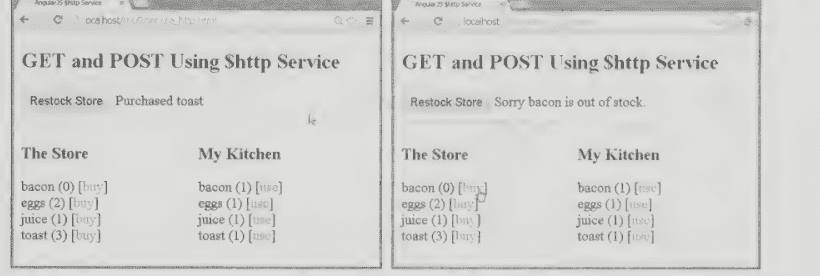 AngularJS $http Service
localhost
GET and POST Using $http Service
Restock Store Purchased toast
The Store My Kitchen
bacon (0) [buy] bacon (1) [use]
eggs (2) [buy] eggs (1) [use]
juice (1) [buy] juice (1) [use]
toast (3) [buy] toast (1) [use]
AngularJS $http Service
localhost
GET and POST Using $http Service
Restock Store Sorry bacon is out of stock.
The Store My Kitchen
bacon (0) [buy] bacon (1) [use]
eggs (2) [buy] eggs (1) [use]
juice (1) [buy] juice (1) [use]
toast (3) [buy] toast (1) [use]